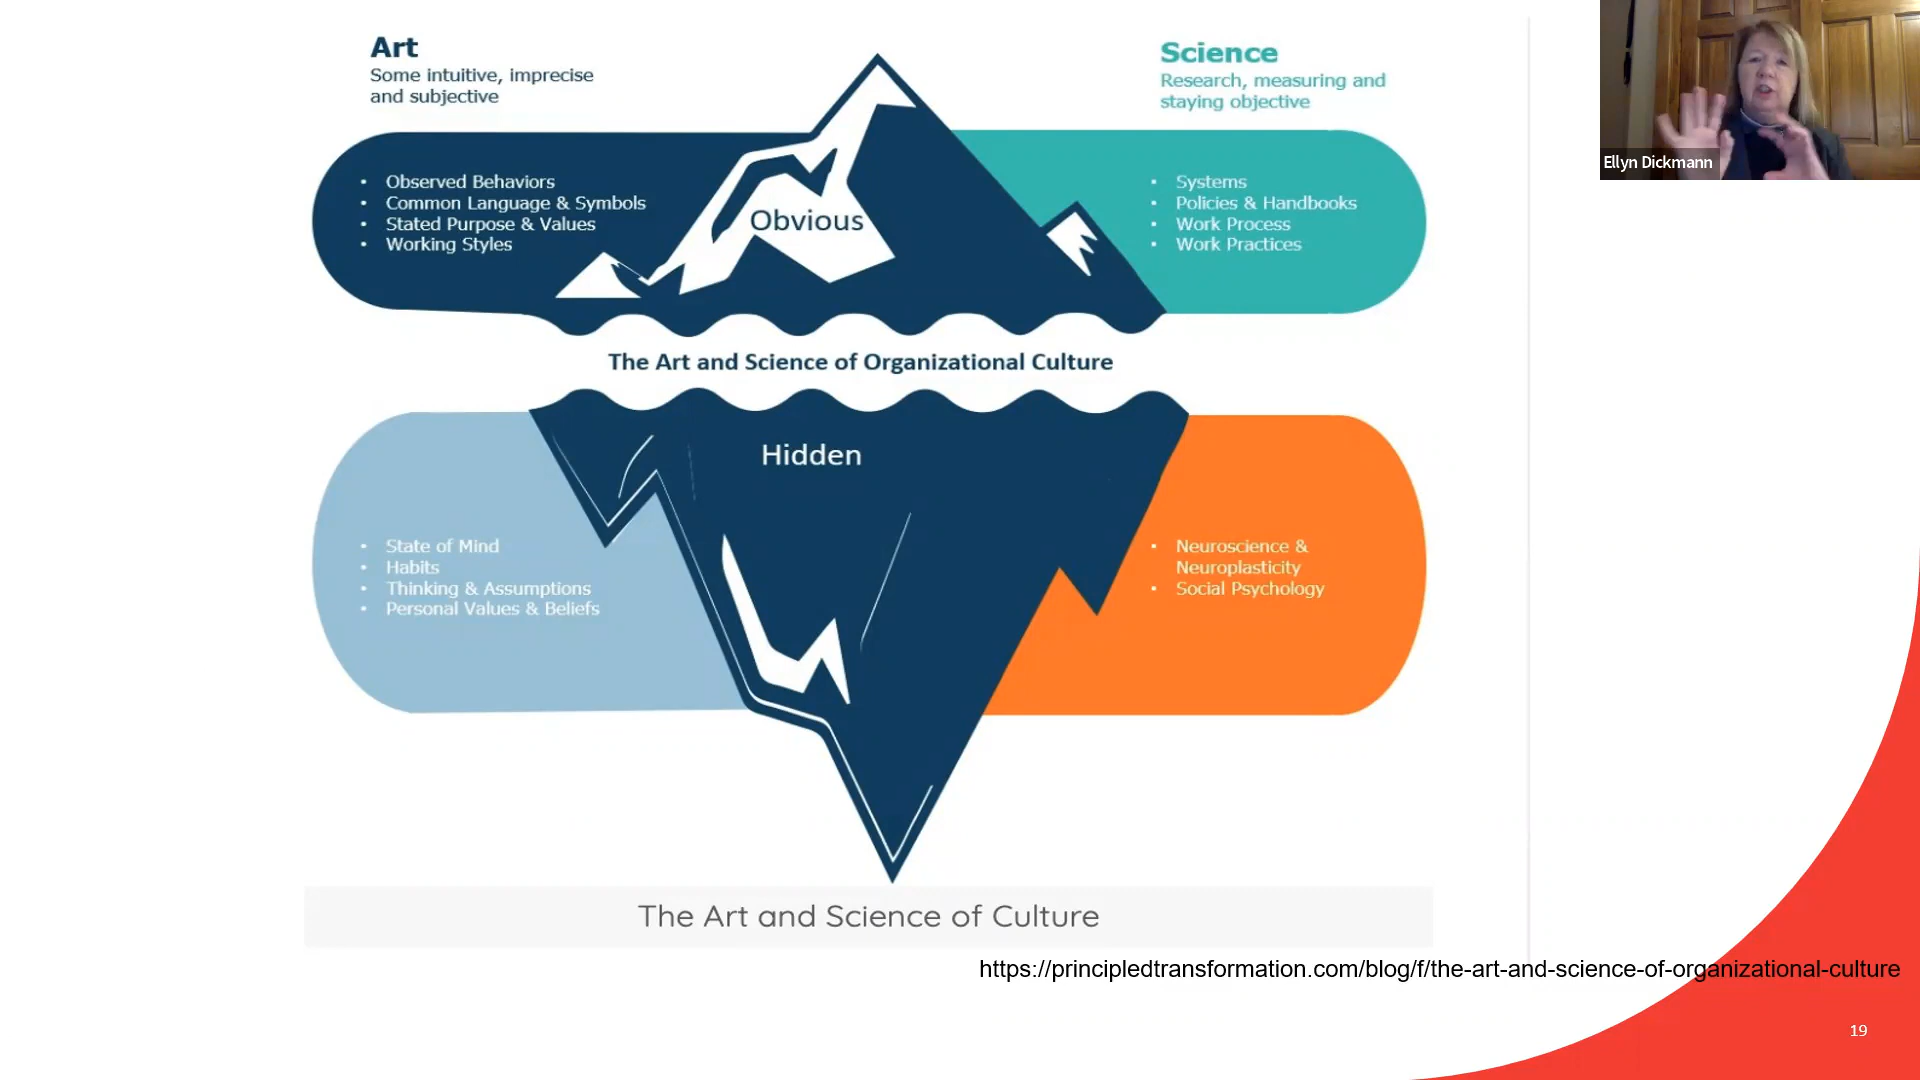 Art
Some intuitive, imprecise
and subjective
Science
Research, measuring and
staying objective
Ellyn Dickmann
• Observed Behaviors
• Common Language & Symbols
• Stated Purpose & Values
• Working Styles
Obvious
• Systems
• Policies & Handbooks
• Work Process
• Work Practices
The Art and Science of Organizational Culture
Hidden
• State of Mind
• Habits
• Thinking & Assumptions
• Personal Values & Beliefs
• Neuroscience &
Neuroplasticity
• Social Psychology
The Art and Science of Culture
https://principledtransformation.com/blog/f/the-art-and-science-of-organizational-culture
19